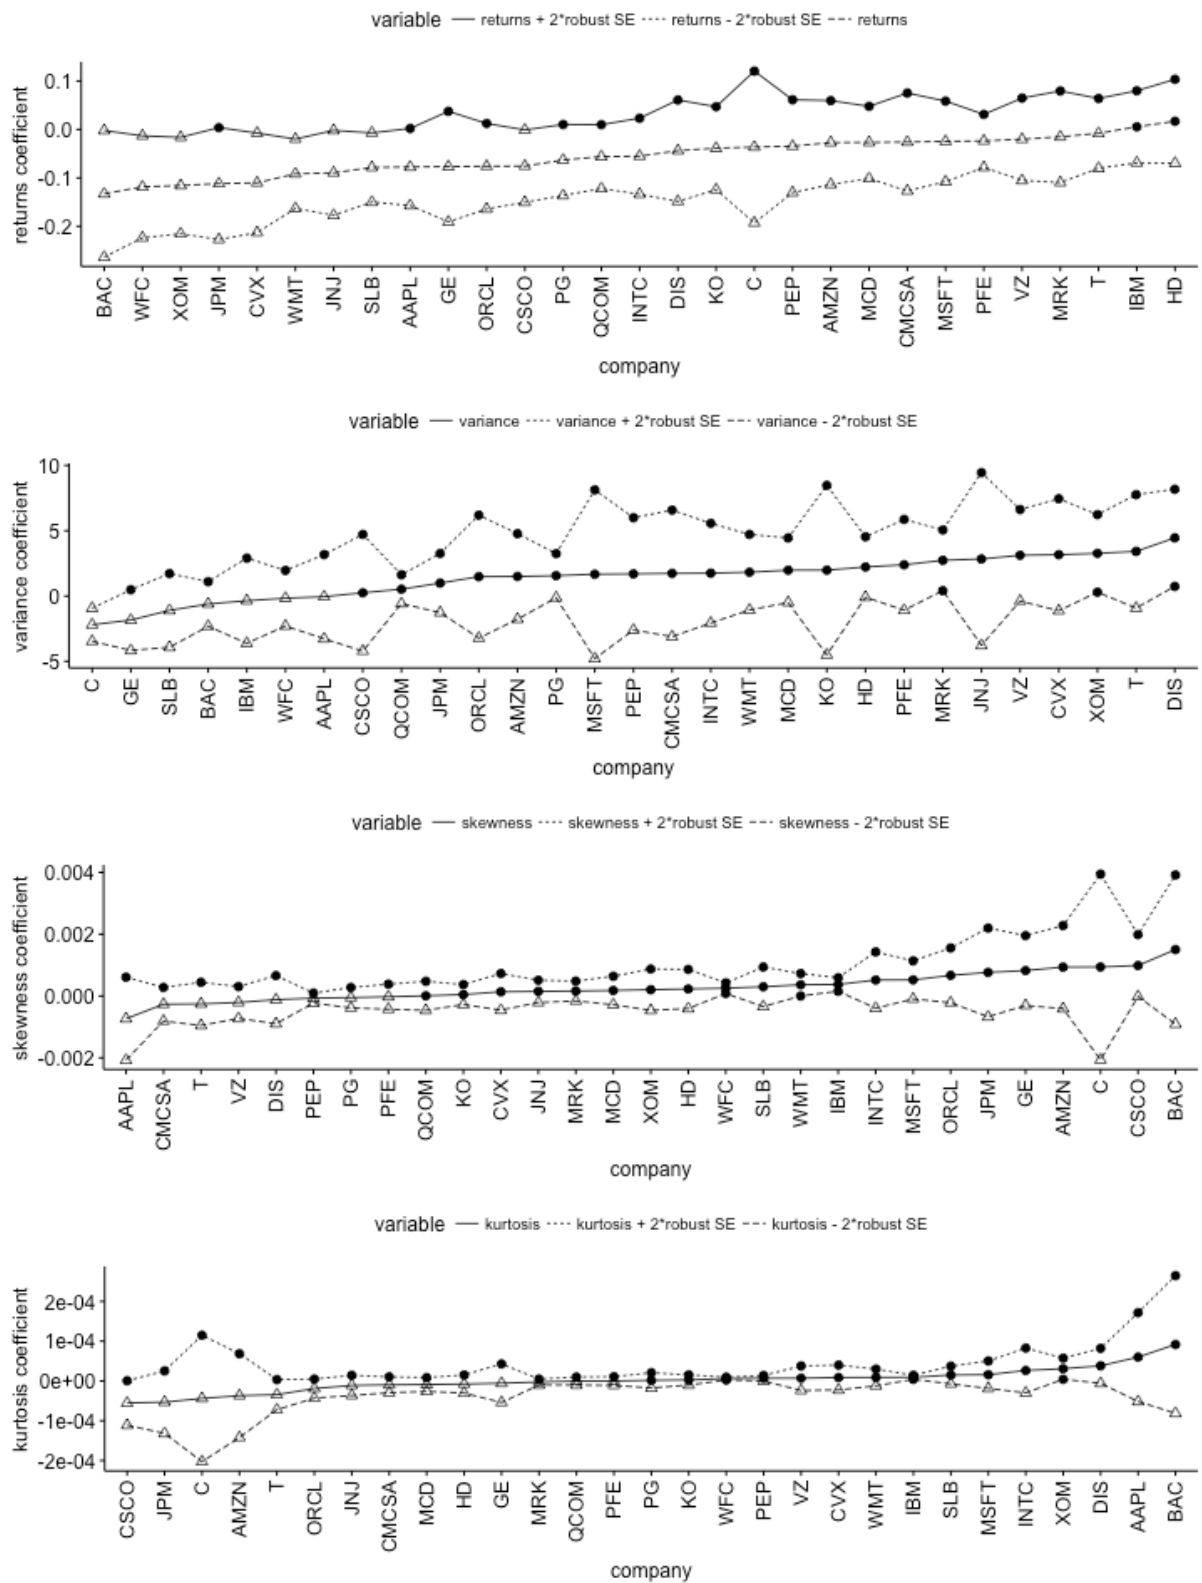 variable — returns + 2*robust SE ···· returns - 2*robust SE --- returns
returns coefficient
0.1
0.0
-0.1
-0.2
BAC WFC XOM JPM CVX WMT JNJ SLB AAPL GE ORCL CSCO PG QCOM INTC DIS KO C PEP AMZN MCD CMCSA MSFT PFE VZ MRK T IBM HD
company
variable — variance ···· variance + 2*robust SE --- variance - 2*robust SE
variance coefficient
10
5
0
-5
C GE SLB BAC IBM WFC AAPL CSCO QCOM JPM ORCL AMZN PG MSFT PEP CMCSA INTC WMT MCD KO HD PFE MRK JNJ VZ CVX XOM T DIS
company
variable — skewness ···· skewness + 2*robust SE --- skewness - 2*robust SE
skewness coefficient
0.004
0.002
0.000
-0.002
AAPL CMCSA T VZ DIS PEP PG PFE QCOM KO CVX JNJ MRK MCD XOM HD WFC SLB WMT IBM INTC MSFT ORCL JPM GE AMZN C CSCO BAC
company
variable — kurtosis ···· kurtosis + 2*robust SE --- kurtosis - 2*robust SE
kurtosis coefficient
2e-04
1e-04
0e+00
-1e-04
-2e-04
CSCO JPM C AMZN T ORCL JNJ CMCSA MCD HD GE MRK QCOM PFE PG KO WFC PEP VZ CVX WMT IBM SLB MSFT INTC XOM DIS AAPL BAC
company